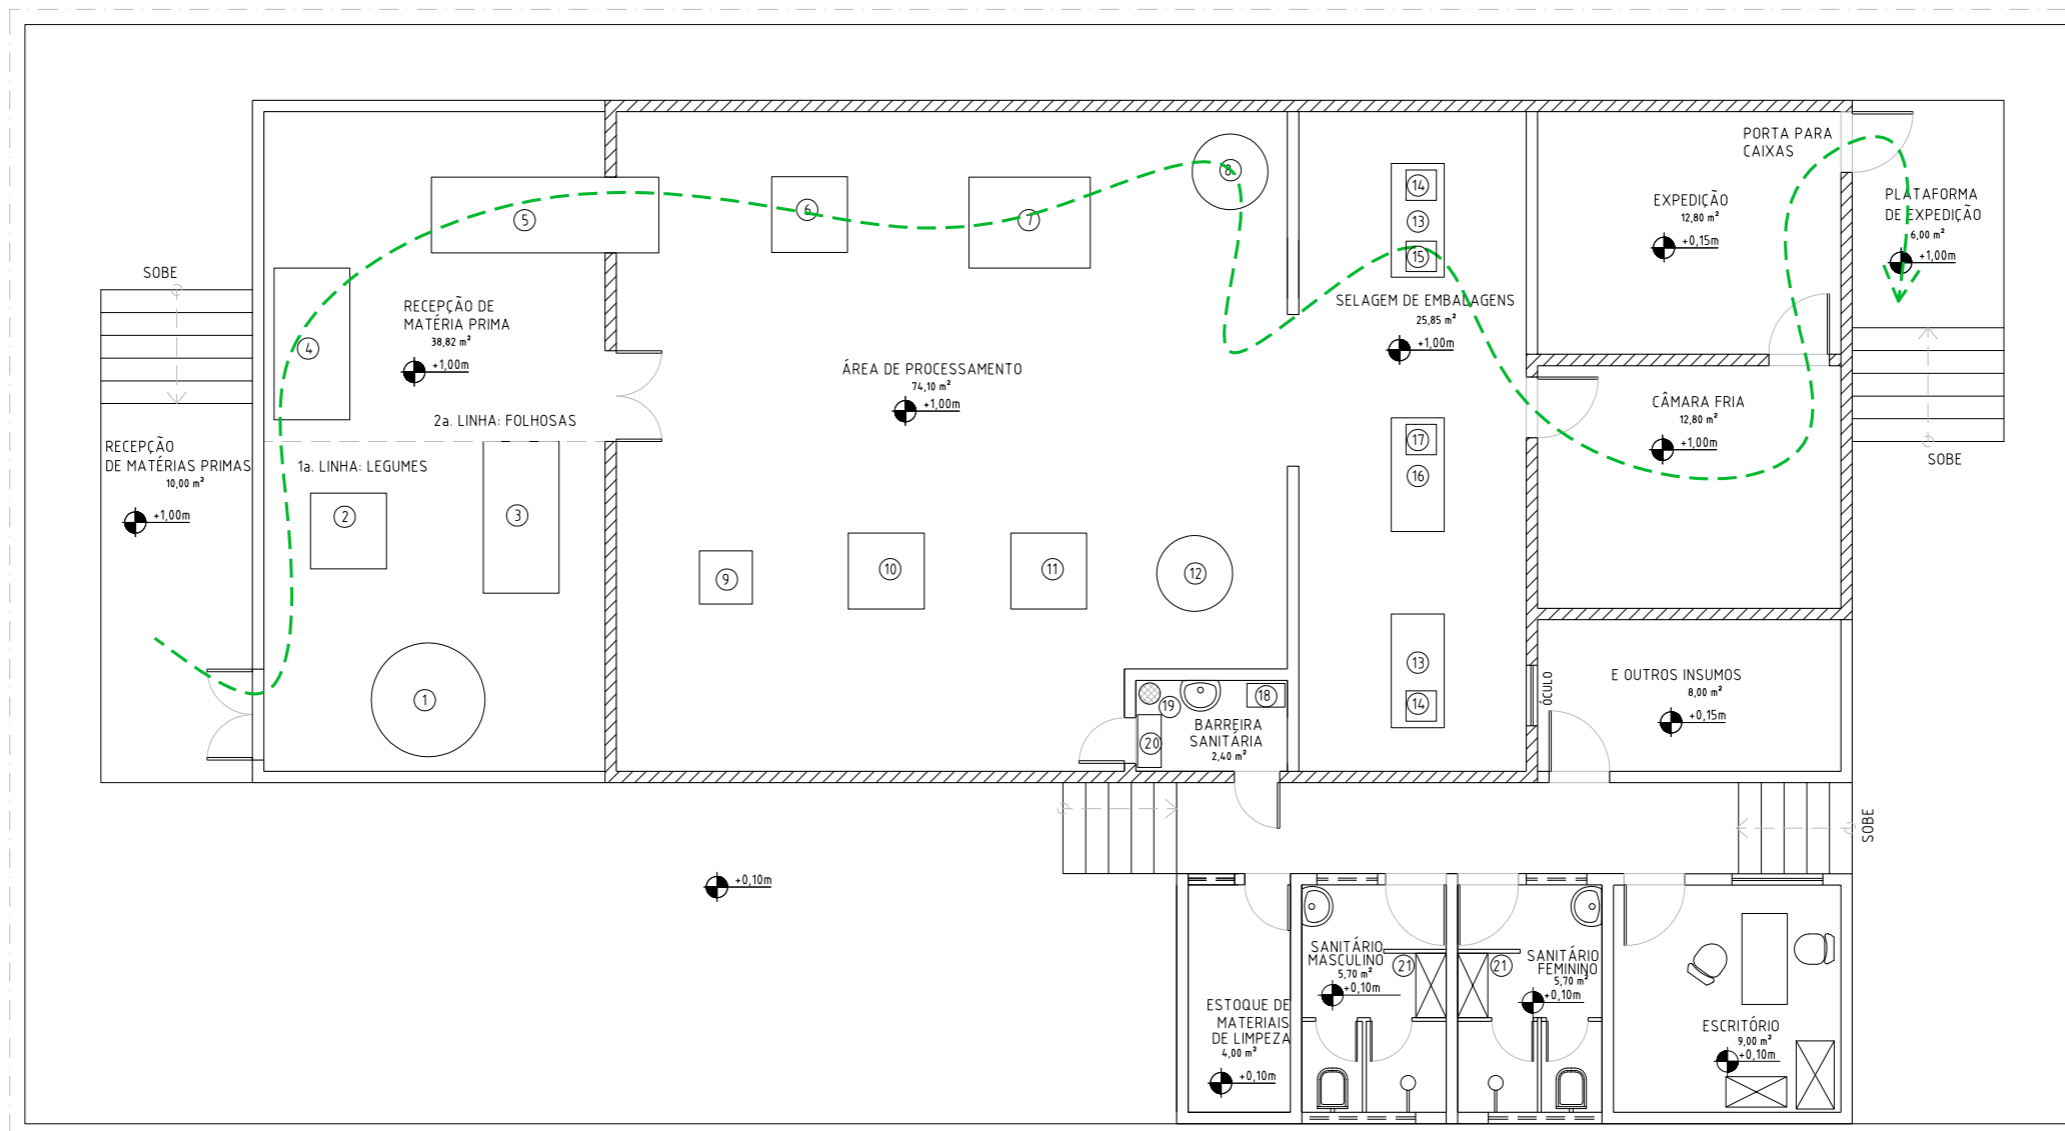 SOBE
RECEPÇÃO
DE MATÉRIAS PRIMAS
10,00 m²
+1,00m
4
5
RECEPÇÃO DE
MATÉRIA PRIMA
38,82 m²
+1,00m
2a. LINHA: FOLHOSAS
1a. LINHA: LEGUMES
2
3
1
6
7
8
ÁREA DE PROCESSAMENTO
74,10 m²
+1,00m
9
10
11
12
14
13
15
SELAGEM DE EMBALAGENS
25,85 m²
+1,00m
17
16
13
14
19
18
20
BARREIRA
SANITÁRIA
2,40 m²
PORTA PARA
CAIXAS
EXPEDIÇÃO
12,80 m²
+0,15m
PLATAFORMA
DE EXPEDIÇÃO
6,00 m²
+1,00m
SOBE
CÂMARA FRIA
12,80 m²
+1,00m
E OUTROS INSUMOS
8,00 m²
+0,15m
ÓCULO
SOBE
+0,10m
ESTOQUE DE
MATERIAIS
DE LIMPEZA
4,00 m²
+0,10m
SANITÁRIO
MASCULINO
5,70 m²
+0,10m
21
21
SANITÁRIO
FEMININO
5,70 m²
+0,10m
ESCRITÓRIO
9,00 m²
+0,10m